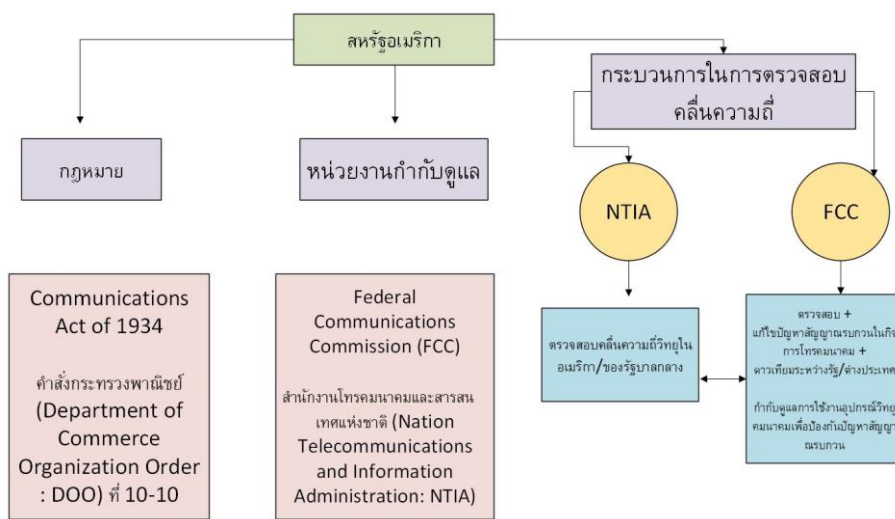 สหรัฐอเมริกา
กฎหมาย
หน่วยงานกำกับดูแล
กระบวนการในการตรวจสอบ
คลื่นความถี่
NTIA
FCC
Communications
Act of 1934
คำสั่งกระทรวงพาณิชย์
(Department of
Commerce
Organization Order
: DOO) ที่ 10-10
Federal
Communications
Commission (FCC)
สำนักงานโทรคมนาคมและสารสน
เทศแห่งชาติ (Nation
Telecommunications
and Information
Administration: NTIA)
ตรวจสอบคลื่นความถี่วิทยุใน
อเมริกา/ของรัฐบาลกลาง
ตรวจสอบ +
แก้ไขปัญหาสัญญาณรบกวนในกิจ
การโทรคมนาคม +
ดาวเทียมระหว่างรัฐ/ต่างประเทศ
กำกับดูแลการใช้งานอุปกรณ์วิทยุ
คมนาคมเพื่อป้องกันปัญหาสัญญา
ณรบกวน